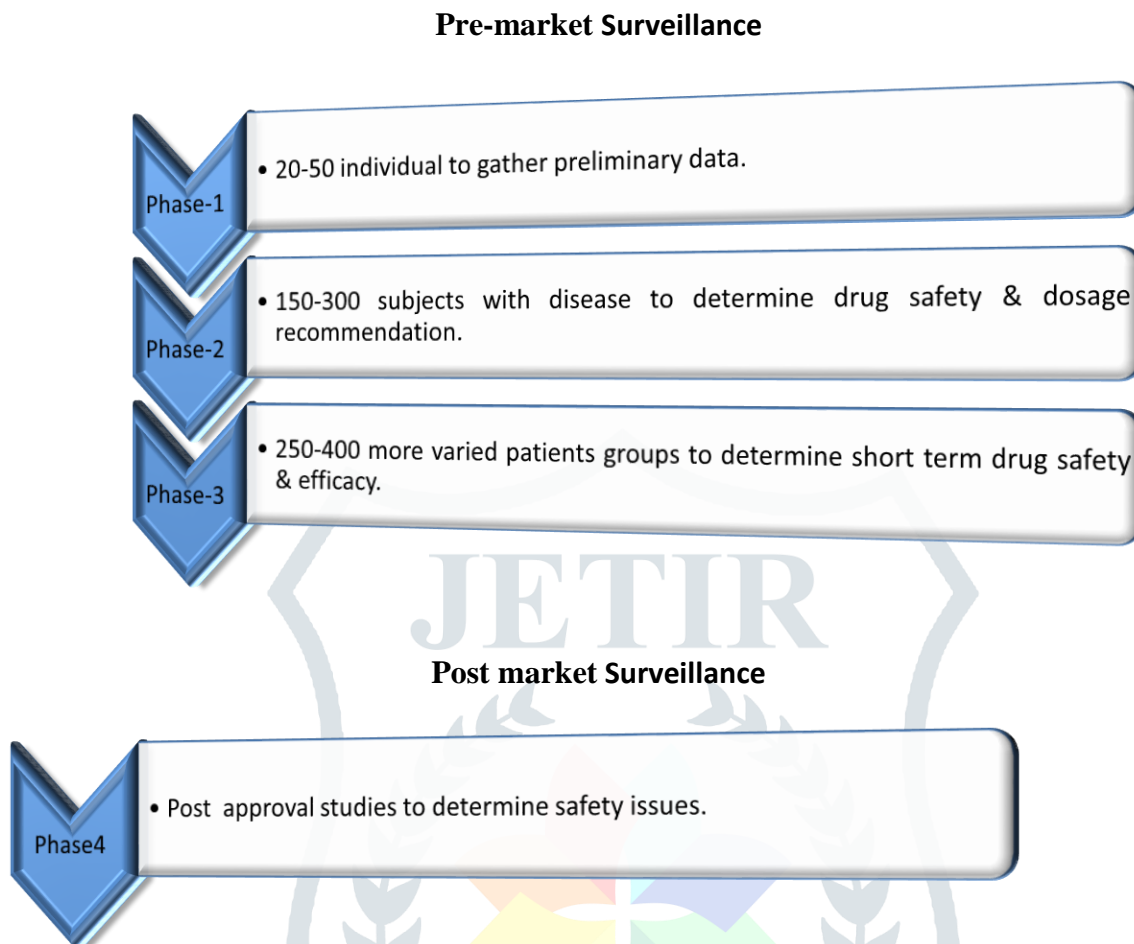 Pre-market Surveillance
Phase-1
• 20-50 individual to gather preliminary data.
Phase-2
• 150-300 subjects with disease to determine drug safety & dosage
recommendation.
Phase-3
• 250-400 more varied patients groups to determine short term drug safety
& efficacy.
JETIR
Post market Surveillance
Phase4
• Post approval studies to determine safety issues.